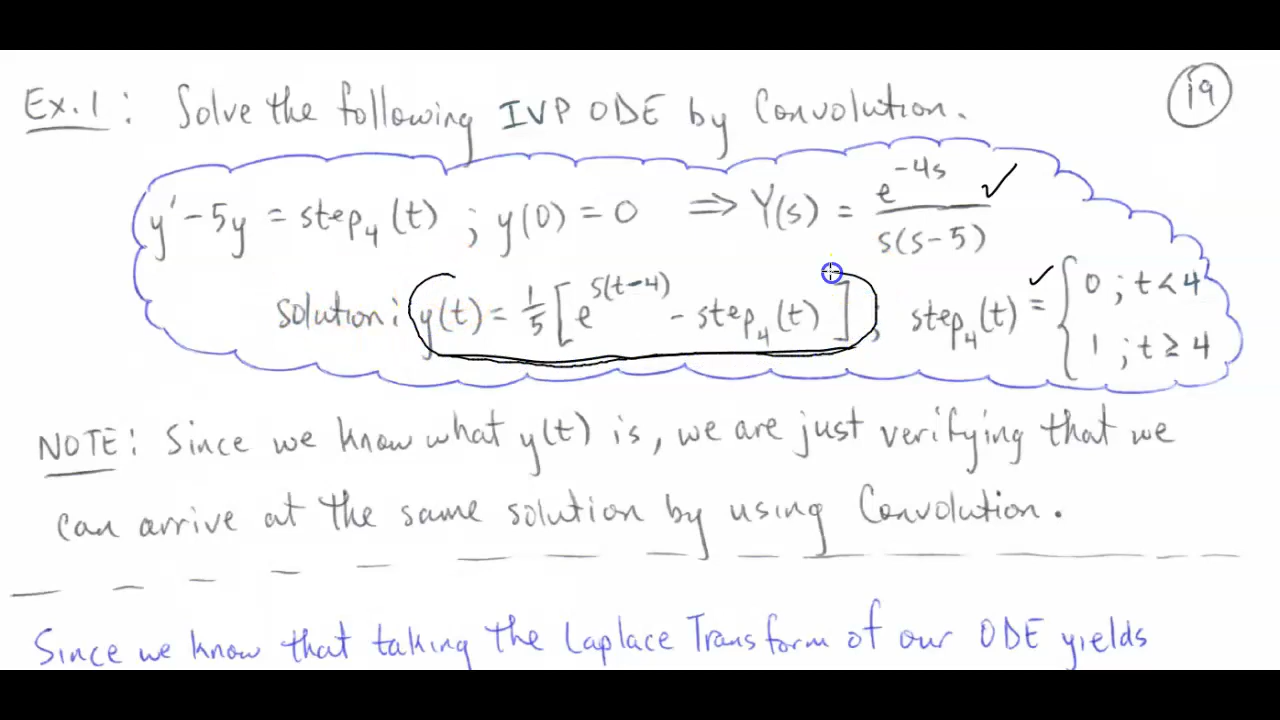 Ex. 1 : Solve the following IVP ODE by Convolution. 19
y' - 5y = step₄(t) ; y(0) = 0 ⇒ Y(s) = e^(-4s) / s(s-5) ✓
solution: y(t) = 1/5 [ e^(5(t-4)) - step₄(t) ] , step₄(t) = { 0 ; t < 4
1 ; t ≥ 4
NOTE: Since we know what y(t) is, we are just verifying that we
can arrive at the same solution by using Convolution.
Since we know that taking the Laplace Transform of our ODE yields